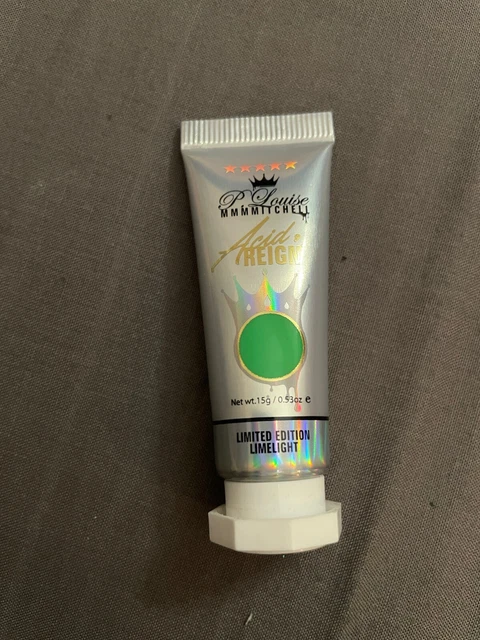 P. Louise
MMMMITCHELL
Acid
REIGN
Net wt.15g / 0.53oz e
LIMITED EDITION
LIMELIGHT